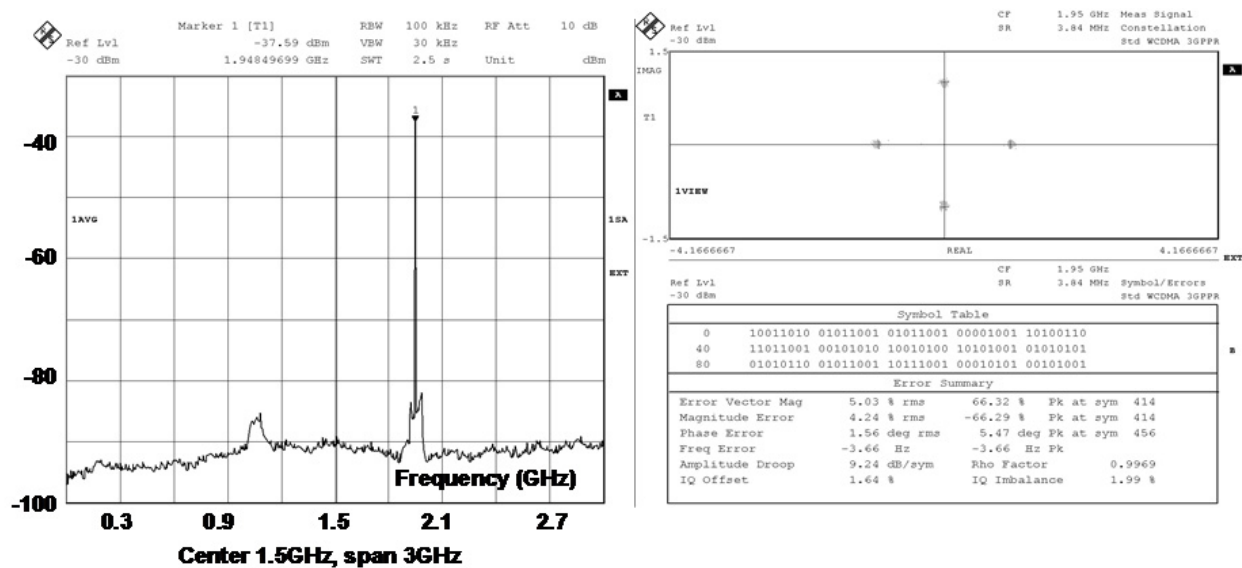 Marker 1 [T1] RBW 100 kHz RF Att 10 dB
Ref Lvl -37.59 dBm VBW 30 kHz
-30 dBm 1.94849699 GHz SWT 2.5 s Unit dBm
1
A
-40
1AVG
1SA
-60
EXT
-80
Frequency (GHz)
-100
0.3 0.9 1.5 2.1 2.7
Center 1.5GHz, span 3GHz
CF 1.95 GHz Meas Signal
Ref Lvl SR 3.84 MHz Constellation
-30 dBm Std WCDMA 3GPPR
1.5
IMAG
A
T1
1VIEW
-1.5
-4.1666667 REAL 4.1666667
EXT
CF 1.95 GHz
Ref Lvl SR 3.84 MHz Symbol/Errors
-30 dBm Std WCDMA 3GPPR
Symbol Table
0 10011010 01011001 01011001 00001001 10100110
40 11011001 00101010 10010100 10101001 01010101
80 01010110 01011001 10111001 00010101 00101001
B
Error Summary
Error Vector Mag 5.03 % rms 66.32 % Pk at sym 414
Magnitude Error 4.24 % rms -66.29 % Pk at sym 414
Phase Error 1.56 deg rms 5.47 deg Pk at sym 456
Freq Error -3.66 Hz -3.66 Hz Pk
Amplitude Droop 9.24 dB/sym Rho Factor 0.9969
IQ Offset 1.64 % IQ Imbalance 1.99 %